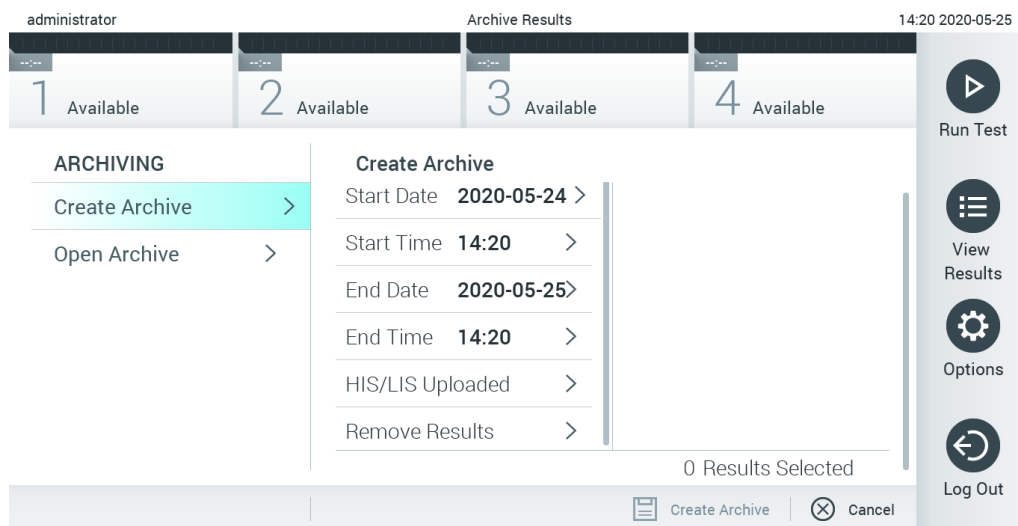 administrator Archive Results 14:20 2020-05-25
--:-- --:-- --:-- --:--
1 Available 2 Available 3 Available 4 Available
Run Test
ARCHIVING
Create Archive
Open Archive
Create Archive
Start Date 2020-05-24
Start Time 14:20
End Date 2020-05-25
End Time 14:20
HIS/LIS Uploaded
Remove Results
0 Results Selected
View
Results
Options
Log Out
Create Archive Cancel